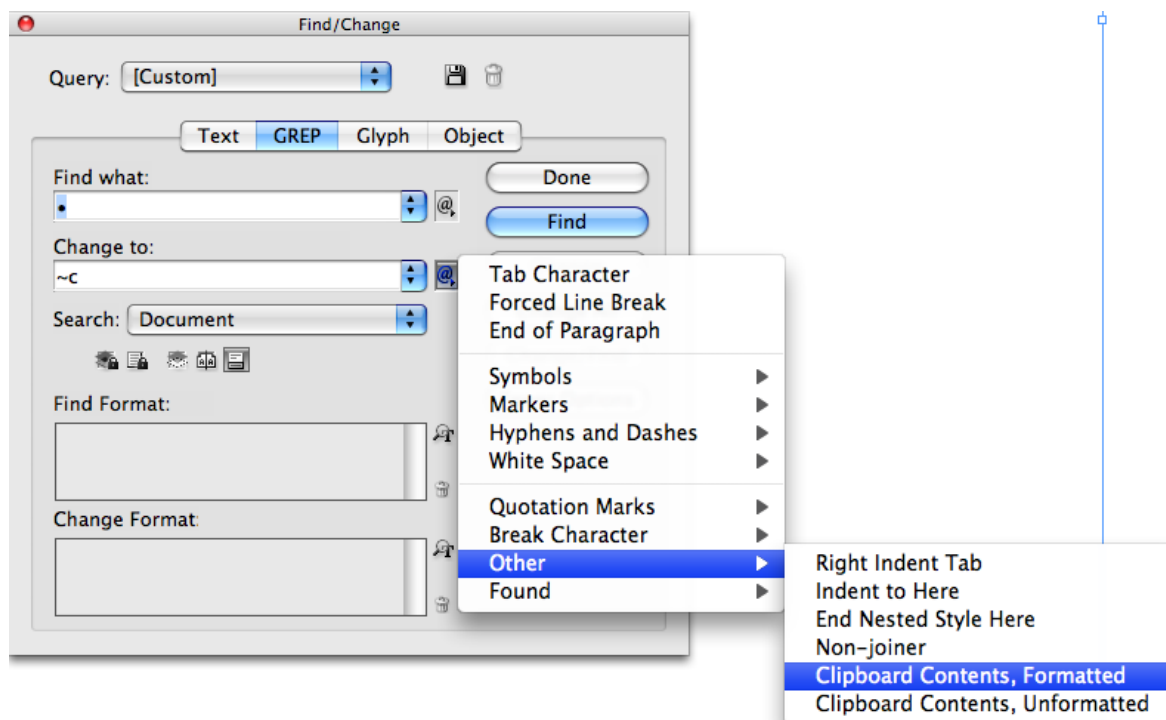 Find/Change
Query: [Custom]
Text GREP Glyph Object
Find what:
•
Done
Find
Change to:
~c
Search: Document
Find Format:
Change Format:
Tab Character
Forced Line Break
End of Paragraph
Symbols
Markers
Hyphens and Dashes
White Space
Quotation Marks
Break Character
Other
Found
Right Indent Tab
Indent to Here
End Nested Style Here
Non-joiner
Clipboard Contents, Formatted
Clipboard Contents, Unformatted